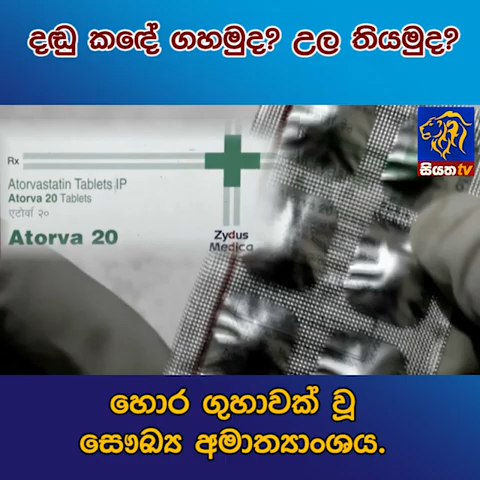 දඬු කඳේ ගහමුද? උල තියමුද?
සියත tv
Rx
Atorvastatin Tablets IP
Atorva 20 Tablets
एटोर्वा २०
Atorva 20
Zydus
Medica
හොර ගුහාවක් වූ
සෞඛ්‍ය අමාත්‍යාංශය.